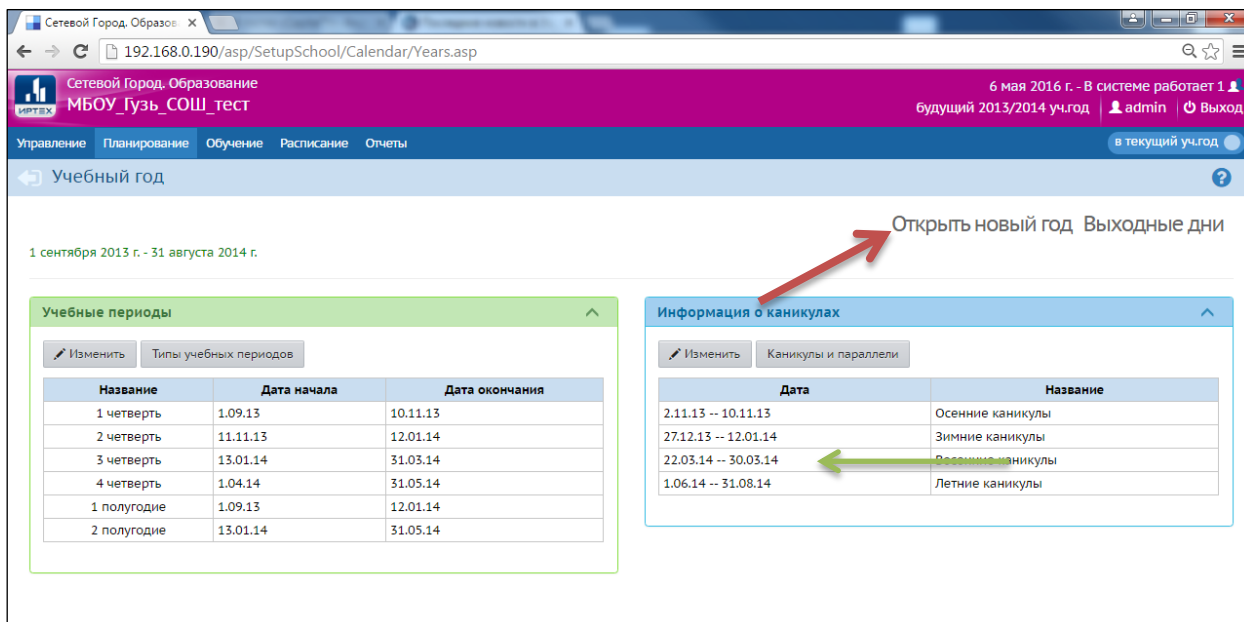 Сетевой Город. Образов
192.168.0.190/asp/SetupSchool/Calendar/Years.asp
ИРТЕХ
Сетевой Город. Образование
МБОУ_Гузь_СОШ_тест
6 мая 2016 г. - В системе работает 1
будущий 2013/2014 уч.год admin Выход
Управление Планирование Обучение Расписание Отчеты
в текущий уч.год
Учебный год
?
Открыть новый год Выходные дни
1 сентября 2013 г. - 31 августа 2014 г.
Учебные периоды
Изменить Типы учебных периодов
Название Дата начала Дата окончания
1 четверть 1.09.13 10.11.13
2 четверть 11.11.13 12.01.14
3 четверть 13.01.14 31.03.14
4 четверть 1.04.14 31.05.14
1 полугодие 1.09.13 12.01.14
2 полугодие 13.01.14 31.05.14
Информация о каникулах
Изменить Каникулы и параллели
Дата Название
2.11.13 -- 10.11.13 Осенние каникулы
27.12.13 -- 12.01.14 Зимние каникулы
22.03.14 -- 30.03.14 Весенние каникулы
1.06.14 -- 31.08.14 Летние каникулы